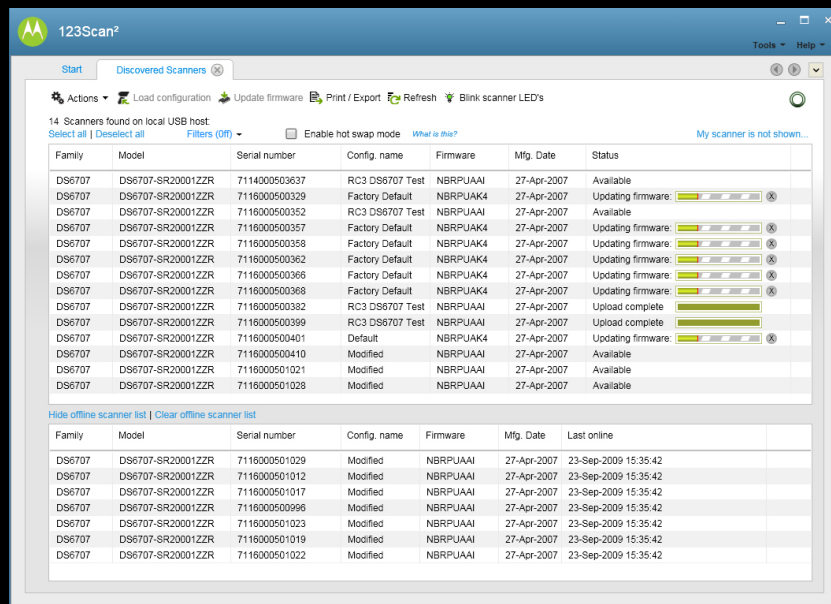 123Scan²
Tools Help
Start Discovered Scanners
Actions Load configuration Update firmware Print / Export Refresh Blink scanner LED's
14 Scanners found on local USB host:
Select all | Deselect all Filters (0ff) Enable hot swap mode What is this? My scanner is not shown...
Family Model Serial number Config. name Firmware Mfg. Date Status
DS6707 DS6707-SR20001ZZR 7114000503637 RC3 DS6707 Test NBRPUAAI 27-Apr-2007 Available
DS6707 DS6707-SR20001ZZR 7116000500329 Factory Default NBRPUAK4 27-Apr-2007 Updating firmware: X
DS6707 DS6707-SR20001ZZR 7116000500352 RC3 DS6707 Test NBRPUAAI 27-Apr-2007 Available
DS6707 DS6707-SR20001ZZR 7116000500357 Factory Default NBRPUAK4 27-Apr-2007 Updating firmware: X
DS6707 DS6707-SR20001ZZR 7116000500358 Factory Default NBRPUAK4 27-Apr-2007 Updating firmware: X
DS6707 DS6707-SR20001ZZR 7116000500362 Factory Default NBRPUAK4 27-Apr-2007 Updating firmware: X
DS6707 DS6707-SR20001ZZR 7116000500366 Factory Default NBRPUAK4 27-Apr-2007 Updating firmware: X
DS6707 DS6707-SR20001ZZR 7116000500368 Factory Default NBRPUAK4 27-Apr-2007 Updating firmware: X
DS6707 DS6707-SR20001ZZR 7116000500382 RC3 DS6707 Test NBRPUAAI 27-Apr-2007 Upload complete
DS6707 DS6707-SR20001ZZR 7116000500399 RC3 DS6707 Test NBRPUAAI 27-Apr-2007 Upload complete
DS6707 DS6707-SR20001ZZR 7116000500401 Default NBRPUAK4 27-Apr-2007 Updating firmware: X
DS6707 DS6707-SR20001ZZR 7116000500410 Modified NBRPUAAI 27-Apr-2007 Available
DS6707 DS6707-SR20001ZZR 7116000501021 Modified NBRPUAAI 27-Apr-2007 Available
DS6707 DS6707-SR20001ZZR 7116000501028 Modified NBRPUAAI 27-Apr-2007 Available
Hide offline scanner list | Clear offline scanner list
Family Model Serial number Config. name Firmware Mfg. Date Last online
DS6707 DS6707-SR20001ZZR 7116000501029 Modified NBRPUAAI 27-Apr-2007 23-Sep-2009 15:35:42
DS6707 DS6707-SR20001ZZR 7116000501012 Modified NBRPUAAI 27-Apr-2007 23-Sep-2009 15:35:42
DS6707 DS6707-SR20001ZZR 7116000501017 Modified NBRPUAAI 27-Apr-2007 23-Sep-2009 15:35:42
DS6707 DS6707-SR20001ZZR 7116000500996 Modified NBRPUAAI 27-Apr-2007 23-Sep-2009 15:35:42
DS6707 DS6707-SR20001ZZR 7116000501023 Modified NBRPUAAI 27-Apr-2007 23-Sep-2009 15:35:42
DS6707 DS6707-SR20001ZZR 7116000501019 Modified NBRPUAAI 27-Apr-2007 23-Sep-2009 15:35:42
DS6707 DS6707-SR20001ZZR 7116000501022 Modified NBRPUAAI 27-Apr-2007 23-Sep-2009 15:35:42